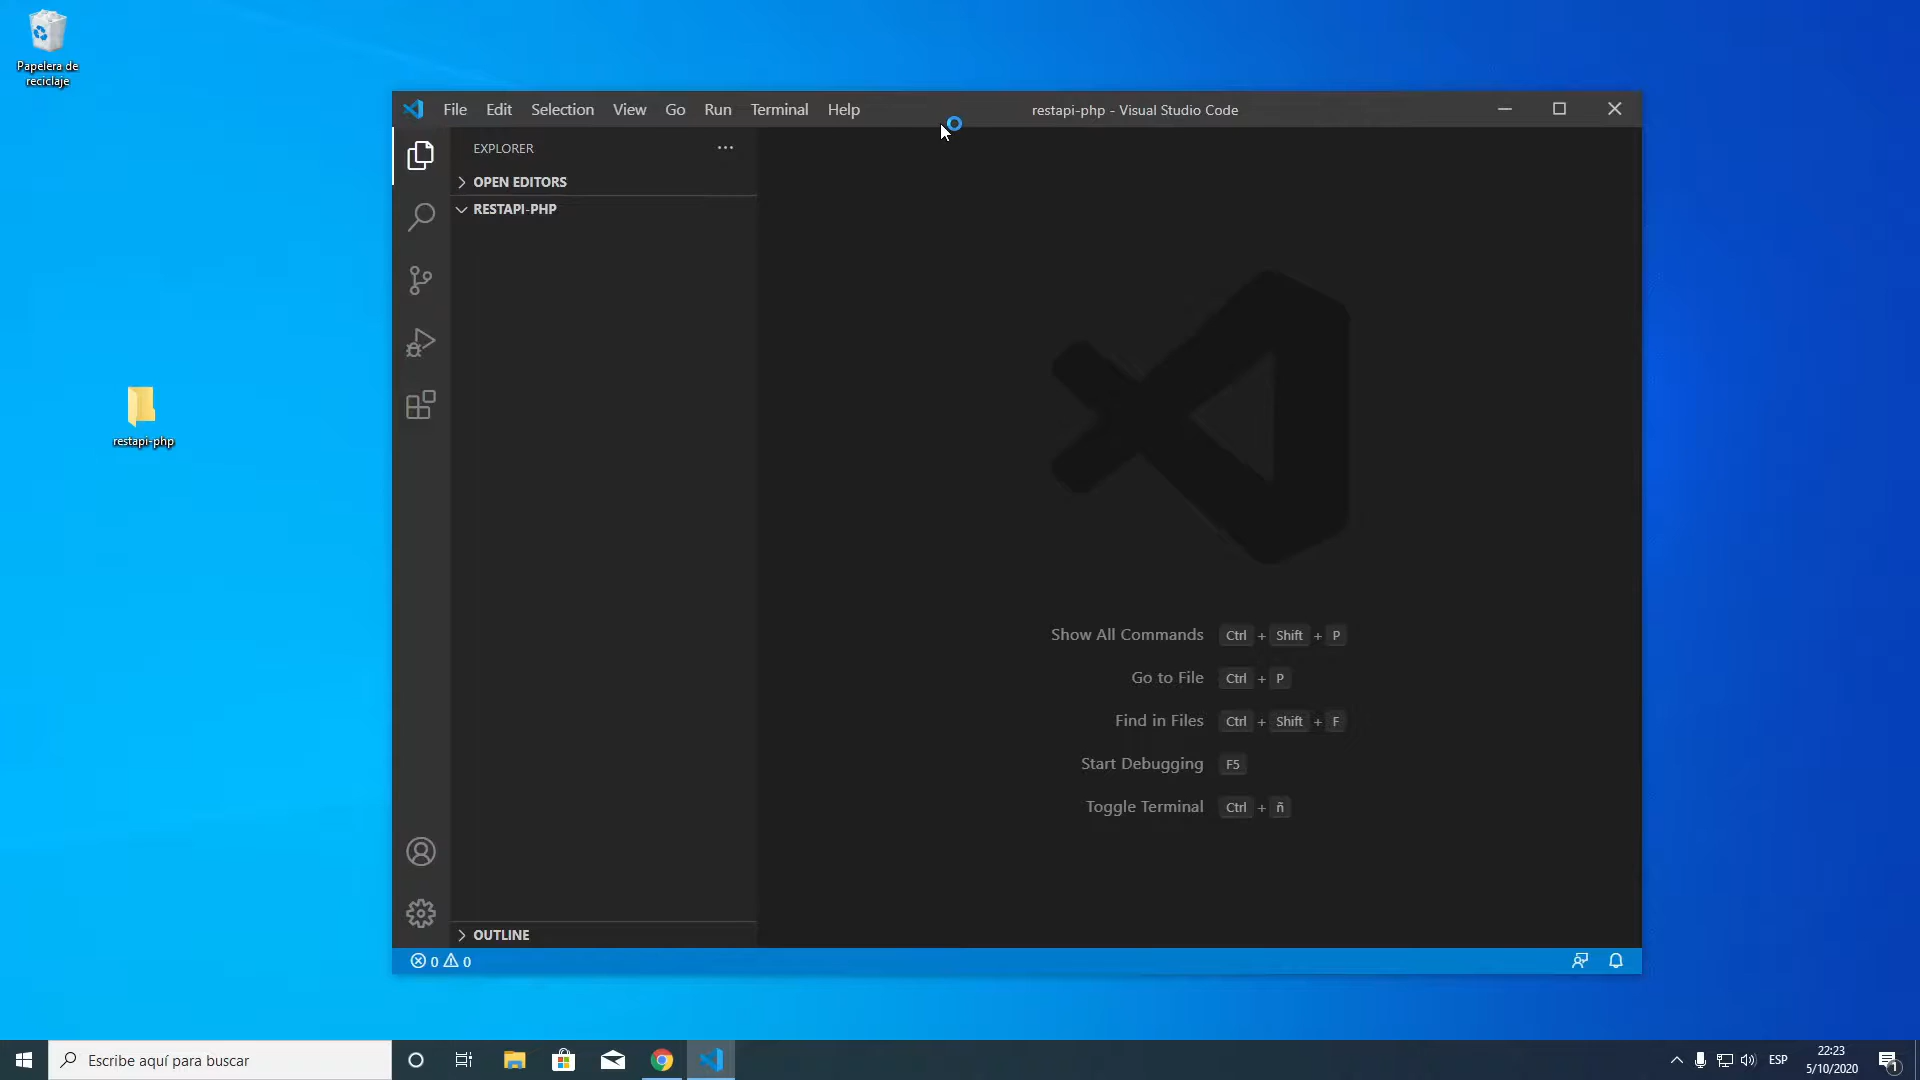 Papelera de
reciclaje
restapi-php
File Edit Selection View Go Run Terminal Help
restapi-php - Visual Studio Code
EXPLORER
OPEN EDITORS
RESTAPI-PHP
Show All Commands Ctrl + Shift + P
Go to File Ctrl + P
Find in Files Ctrl + Shift + F
Start Debugging F5
Toggle Terminal Ctrl + ñ
OUTLINE
0 0
Escribe aquí para buscar
ESP
22:23
5/10/2020
1